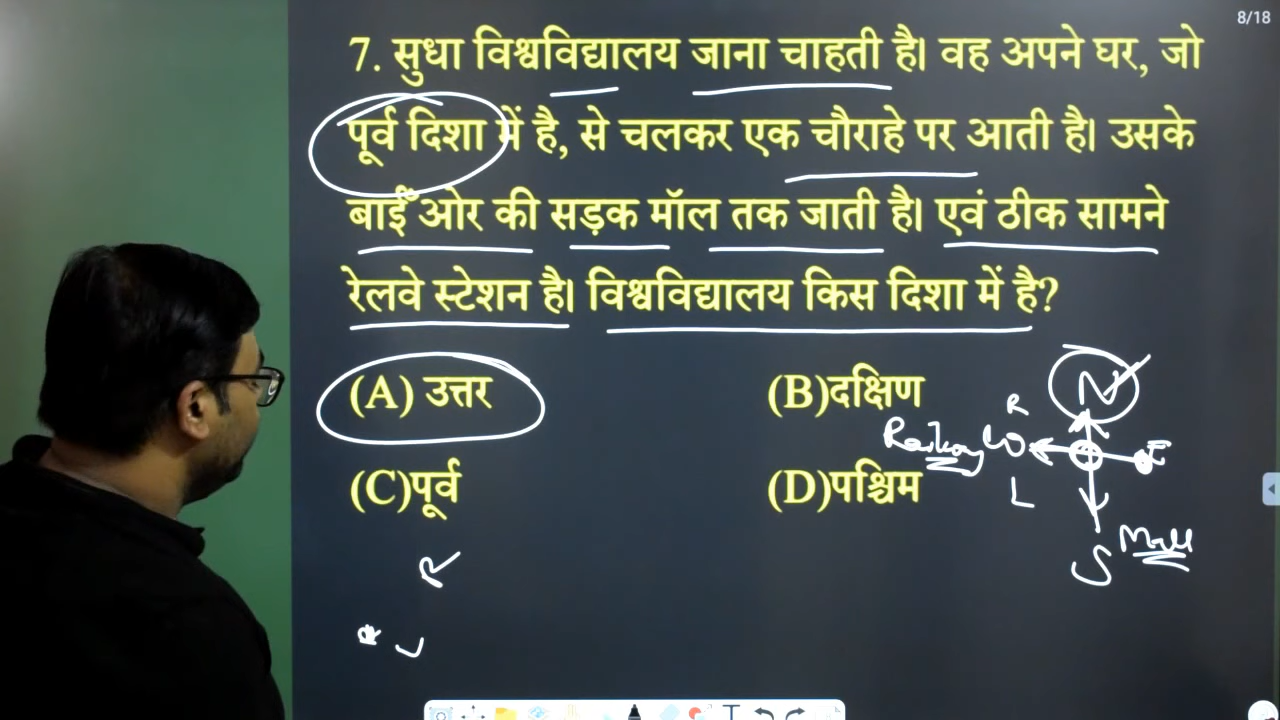 8/18
7. सुधा विश्वविद्यालय जाना चाहती है। वह अपने घर, जो
पूर्व दिशा में है, से चलकर एक चौराहे पर आती है। उसके
बाईं ओर की सड़क मॉल तक जाती है। एवं ठीक सामने
रेलवे स्टेशन है। विश्वविद्यालय किस दिशा में है?
(A) उत्तर
(B)दक्षिण
(C)पूर्व
(D)पश्चिम
N
R
W
E
L
Mall
S
R
T